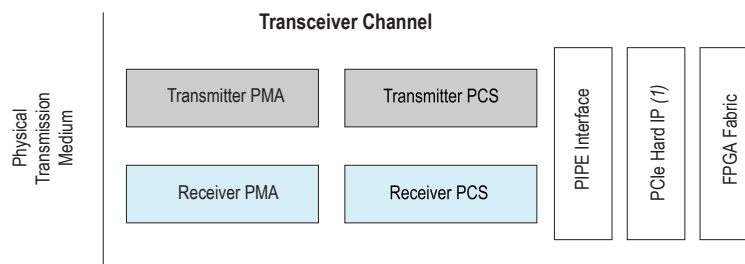 Transceiver Channel
Physical
Transmission
Medium
Transmitter PMA
Transmitter PCS
Receiver PMA
Receiver PCS
PIPE Interface
PCIe Hard IP (1)
FPGA Fabric